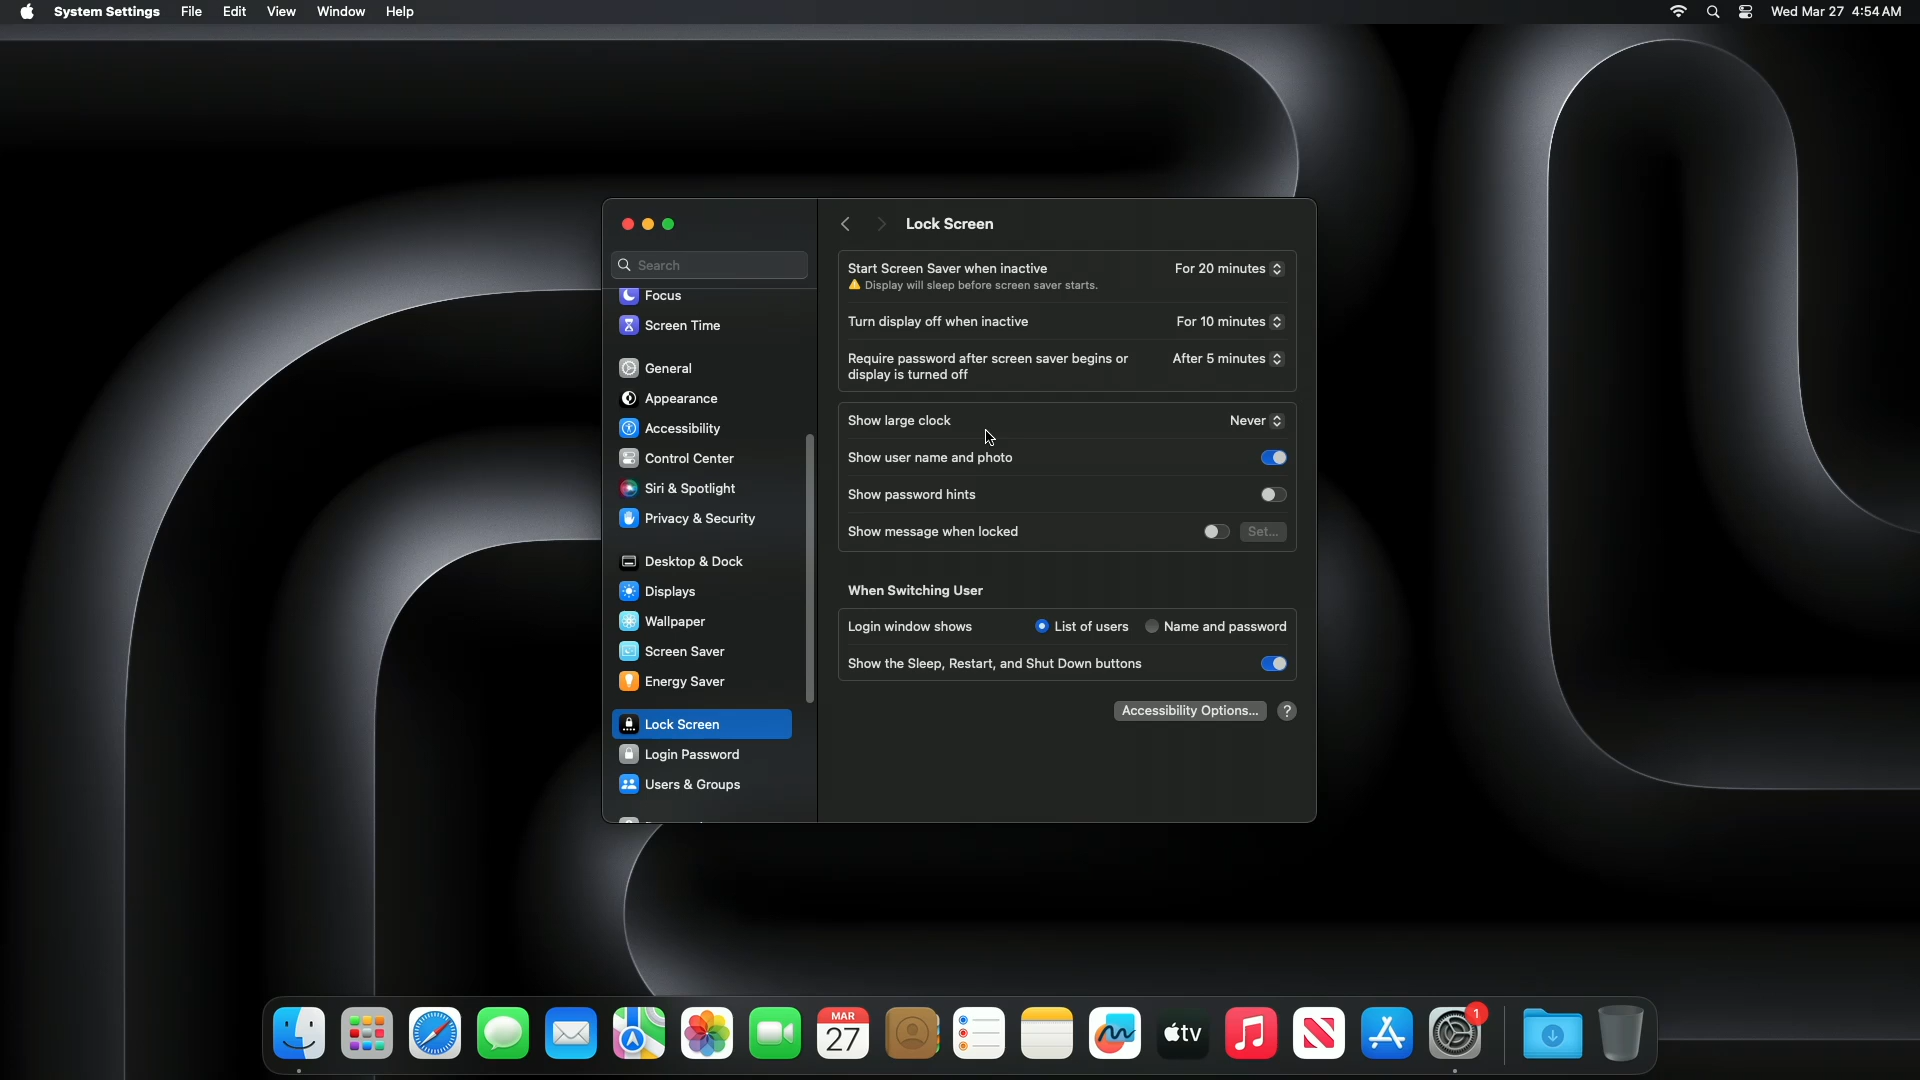 System Settings File Edit View Window Help Wed Mar 27 4:54 AM
Lock Screen
Search
Focus
Screen Time
General
Appearance
Accessibility
Control Center
Siri & Spotlight
Privacy & Security
Desktop & Dock
Displays
Wallpaper
Screen Saver
Energy Saver
Lock Screen
Login Password
Users & Groups
Start Screen Saver when inactive For 20 minutes
Display will sleep before screen saver starts.
Turn display off when inactive For 10 minutes
Require password after screen saver begins or After 5 minutes
display is turned off
Show large clock Never
Show user name and photo
Show password hints
Show message when locked Set...
When Switching User
Login window shows List of users Name and password
Show the Sleep, Restart, and Shut Down buttons
Accessibility Options... ?
MAR
27
tv
1